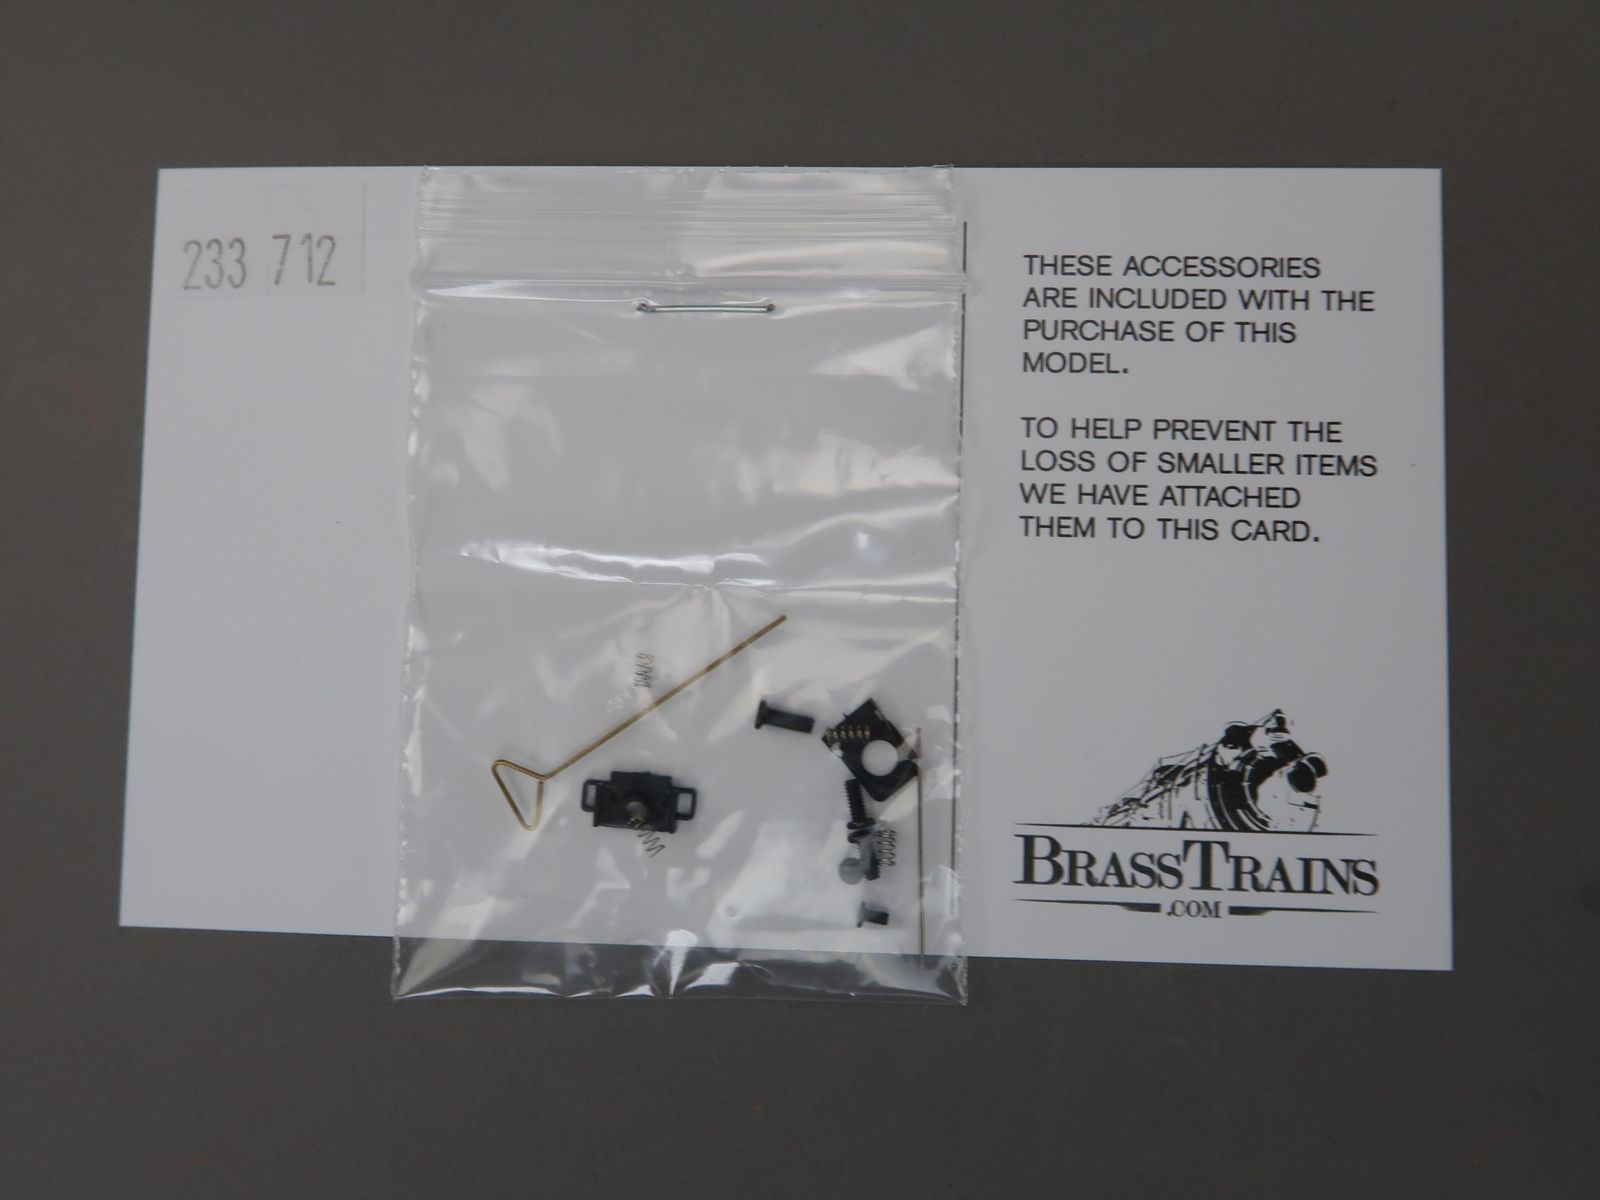 233 712
THESE ACCESSORIES
ARE INCLUDED WITH THE
PURCHASE OF THIS
MODEL.
TO HELP PREVENT THE
LOSS OF SMALLER ITEMS
WE HAVE ATTACHED
THEM TO THIS CARD.
BRASSTRAINS
.COM